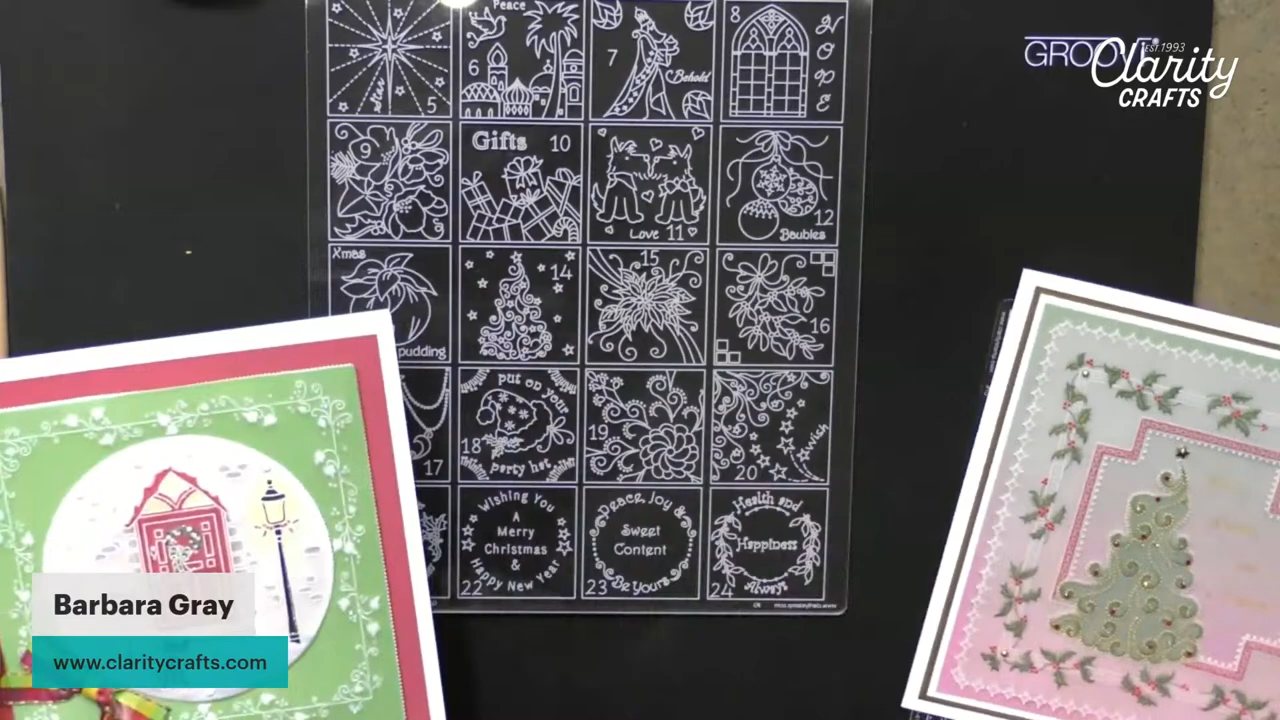 Peace
5
6
7
Behold
8
N
O
P
E
GROOVI
EST. 1993
Clarity
CRAFTS
9
Gifts 10
Love 11
12
Baubles
Xmas
pudding
14
15
16
17
put on your
18
party hat
19
20
Wish
Wishing You
A
Merry
Christmas
&
Happy New Year
22
Peace, Joy &
Sweet
Content
Be Yours
23
Health and
Happiness
Always
24
Barbara Gray
www.claritycrafts.com